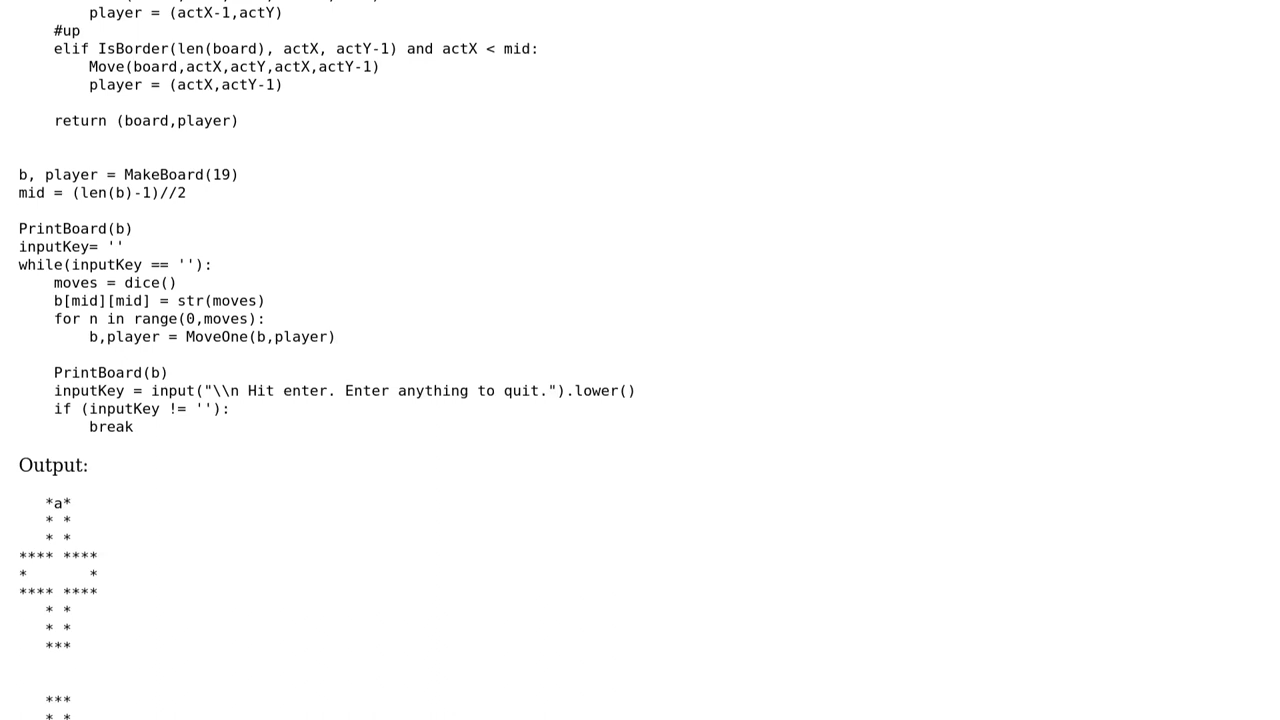 player = (actX-1,actY)
    #up
    elif IsBorder(len(board), actX, actY-1) and actX < mid:
        Move(board,actX,actY,actX,actY-1)
        player = (actX,actY-1)

    return (board,player)


b, player = MakeBoard(19)
mid = (len(b)-1)//2

PrintBoard(b)
inputKey= ''
while(inputKey == ''):
    moves = dice()
    b[mid][mid] = str(moves)
    for n in range(0,moves):
        b,player = MoveOne(b,player)

    PrintBoard(b)
    inputKey = input("\\n Hit enter. Enter anything to quit.").lower()
    if (inputKey != ''):
        break

Output:

   *a*
   * *
   * *
**** ****
*       *
**** ****
   * *
   * *
   ***


   ***
   * *